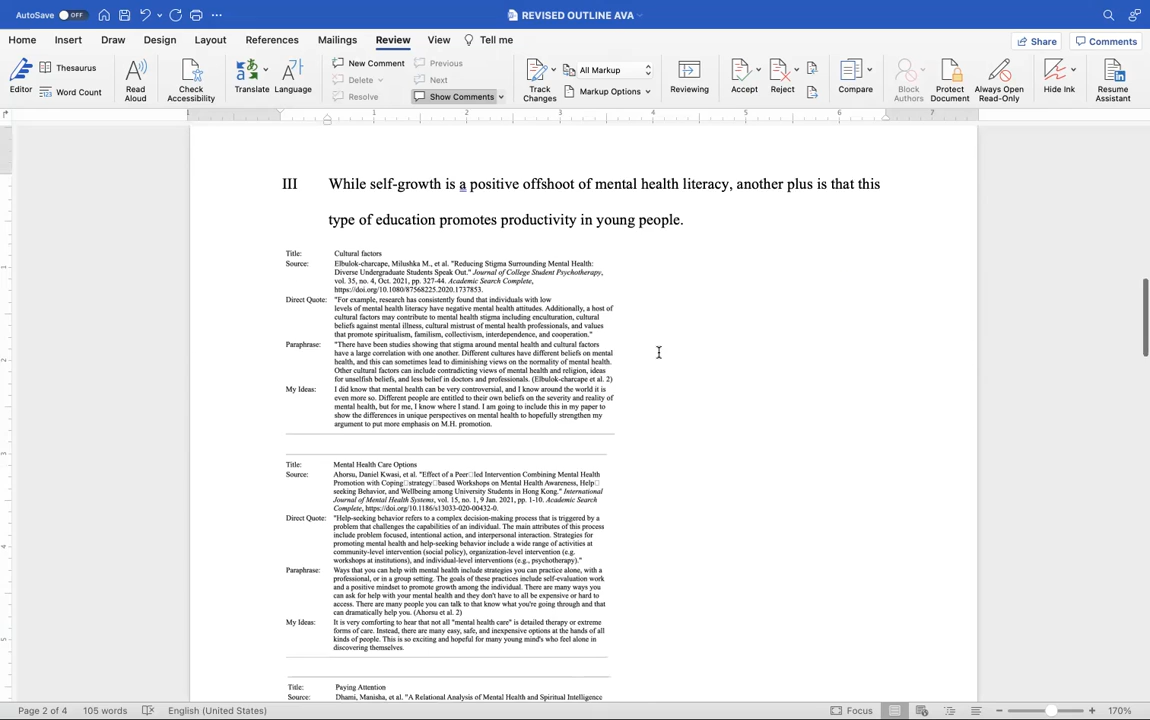 AutoSave OFF
REVISED OUTLINE AVA
Home Insert Draw Design Layout References Mailings Review View Tell me
Share Comments
Editor
Thesaurus
Word Count
Read Aloud
Check Accessibility
Translate Language
New Comment
Delete
Resolve
Previous
Next
Show Comments
Track Changes
All Markup
Markup Options
Reviewing
Accept Reject
Compare
Block Authors
Protect Document
Always Open Read-Only
Hide Ink
Resume Assistant
1 1 2 3 4 5 6 7
III While self-growth is a positive offshoot of mental health literacy, another plus is that this
type of education promotes productivity in young people.
Title: Cultural factors
Source: Elbulok-charcape, Milushka M., et al. "Reducing Stigma Surrounding Mental Health:
Diverse Undergraduate Students Speak Out." Journal of College Student Psychotherapy,
vol. 35, no. 4, Oct. 2021, pp. 327-44. Academic Search Complete,
https://doi.org/10.1080/87568225.2020.1737853.
Direct Quote: "For example, research has consistently found that individuals with low
levels of mental health literacy have negative mental health attitudes. Additionally, a host of
cultural factors may contribute to mental health stigma including enculturation, cultural
beliefs against mental illness, cultural mistrust of mental health professionals, and values
that promote spiritualism, familism, collectivism, interdependence, and cooperation."
Paraphrase: "There have been studies showing that stigma around mental health and cultural factors
have a large correlation with one another. Different cultures have different beliefs on mental
health, and this can sometimes lead to diminishing views on the normality of mental health.
Other cultural factors can include contradicting views of mental health and religion, ideas
for unselfish beliefs, and less belief in doctors and professionals. (Elbulok-charcape et al. 2)
My Ideas: I did know that mental health can be very controversial, and I know around the world it is
even more so. Different people are entitled to their own beliefs on the severity and reality of
mental health, but for me, I know where I stand. I am going to include this in my paper to
show the differences in unique perspectives on mental health to hopefully strengthen my
argument to put more emphasis on M.H. promotion.
Title: Mental Health Care Options
Source: Ahorsu, Daniel Kwasi, et al. "Effect of a Peer□led Intervention Combining Mental Health
Promotion with Coping□strategy□based Workshops on Mental Health Awareness, Help□
seeking Behavior, and Wellbeing among University Students in Hong Kong." International
Journal of Mental Health Systems, vol. 15, no. 1, 9 Jan. 2021, pp. 1-10. Academic Search
Complete, https://doi.org/10.1186/s13033-020-00432-0.
Direct Quote: "Help-seeking behavior refers to a complex decision-making process that is triggered by a
problem that challenges the capabilities of an individual. The main attributes of this process
include problem focused, intentional action, and interpersonal interaction. Strategies for
promoting mental health and help-seeking behavior include a wide range of activities at
community-level intervention (social policy), organization-level intervention (e.g.
workshops at institutions), and individual-level interventions (e.g., psychotherapy)."
Paraphrase: Ways that you can help with mental health include strategies you can practice alone, with a
professional, or in a group setting. The goals of these practices include self-evaluation work
and a positive mindset to promote growth among the individual. There are many ways you
can ask for help with your mental health and they don't have to all be expensive or hard to
access. There are many people you can talk to that know what you're going through and that
can dramatically help you. (Ahorsu et al. 2)
My Ideas: It is very comforting to hear that not all "mental health care" is detailed therapy or extreme
forms of care. Instead, there are many easy, safe, and inexpensive options at the hands of all
kinds of people. This is so exciting and hopeful for many young mind's who feel alone in
discovering themselves.
Title: Paying Attention
Source: Dhami, Manisha, et al. "A Relational Analysis of Mental Health and Spiritual Intelligence
Page 2 of 4 105 words English (United States) Focus 170%